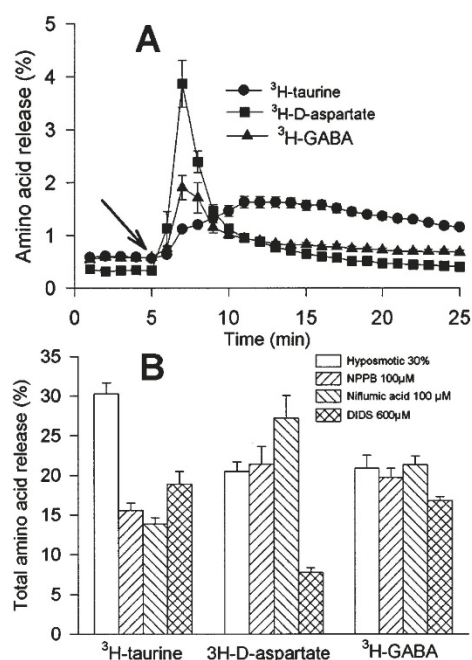 A
5
4
3
2
1
0
Amino acid release (%)
³H-taurine
³H-D-aspartate
³H-GABA
0 5 10 15 20 25
Time (min)
B
35
30
25
20
15
10
5
0
Total amino acid release (%)
Hyposmotic 30%
NPPB 100µM
Niflumic acid 100 µM
DIDS 600µM
³H-taurine 3H-D-aspartate ³H-GABA